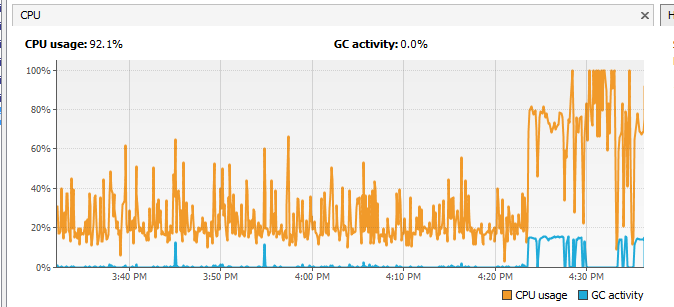 CPU
H
CPU usage: 92.1%
GC activity: 0.0%
100%
80%
60%
40%
20%
0%
3:40 PM
3:50 PM
4:00 PM
4:10 PM
4:20 PM
4:30 PM
CPU usage
GC activity